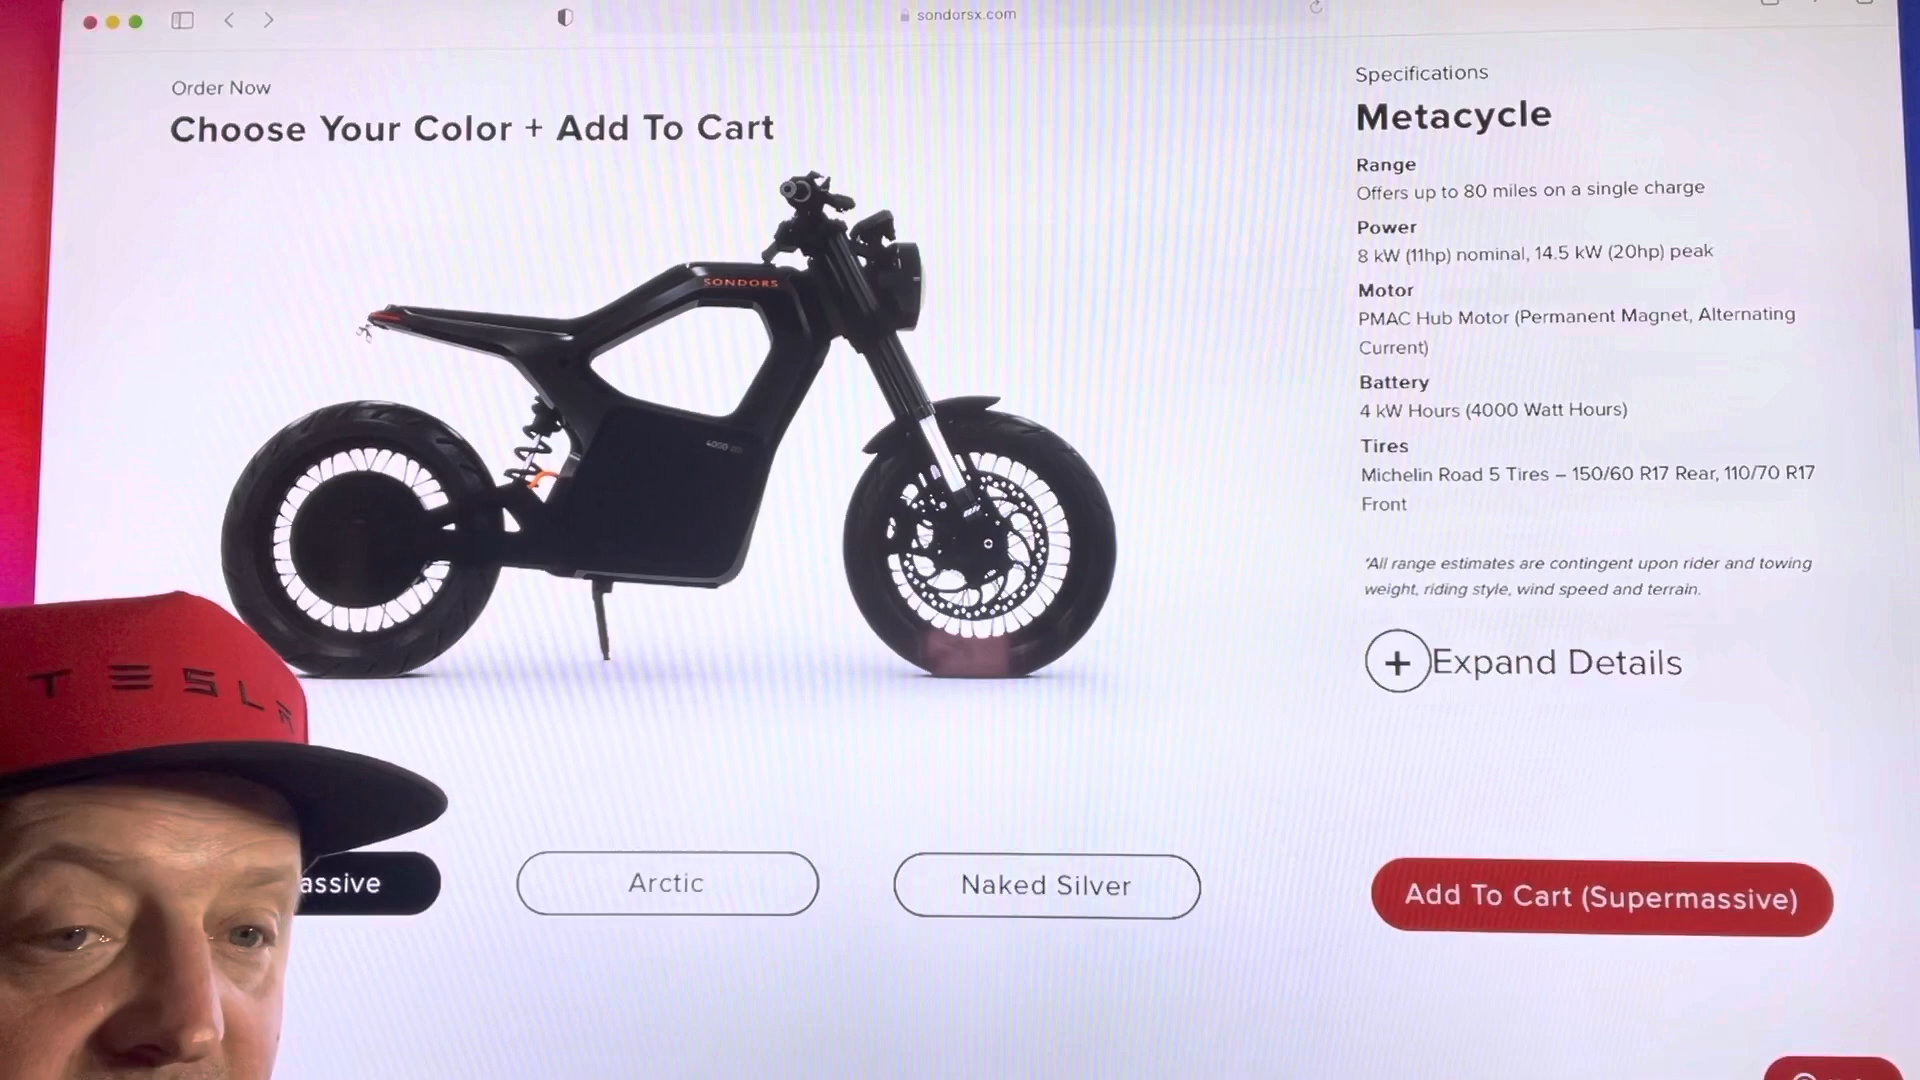 sondorsx.com
Order Now
Choose Your Color + Add To Cart
SONDORS
Specifications
Metacycle
Range
Offers up to 80 miles on a single charge
Power
8 kW (11hp) nominal, 14.5 kW (20hp) peak
Motor
PMAC Hub Motor (Permanent Magnet, Alternating
Current)
Battery
4 kW Hours (4000 Watt Hours)
Tires
Michelin Road 5 Tires – 150/60 R17 Rear, 110/70 R17
Front
*All range estimates are contingent upon rider and towing
weight, riding style, wind speed and terrain.
+ Expand Details
TESLA
assive
Arctic
Naked Silver
Add To Cart (Supermassive)